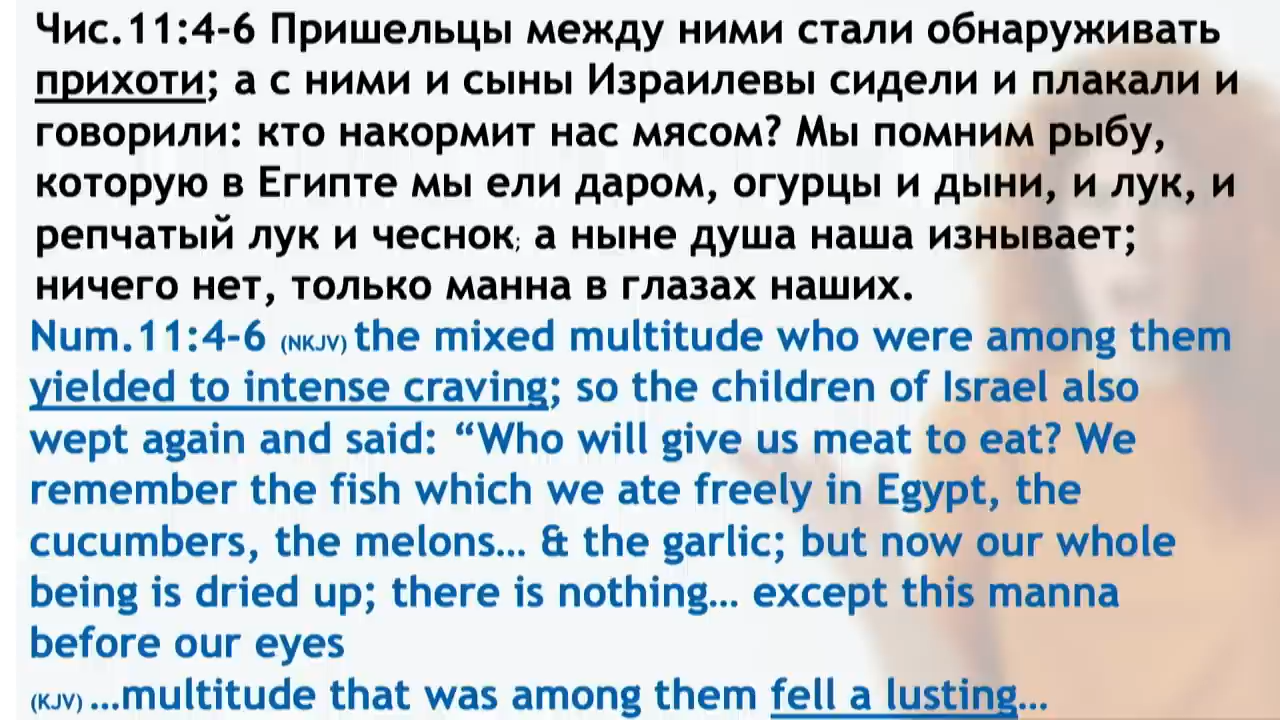 Чис.11:4-6 Пришельцы между ними стали обнаруживать
прихоти; а с ними и сыны Израилевы сидели и плакали и
говорили: кто накормит нас мясом? Мы помним рыбу,
которую в Египте мы ели даром, огурцы и дыни, и лук, и
репчатый лук и чеснок; а ныне душа наша изнывает;
ничего нет, только манна в глазах наших.
Num.11:4-6 (NKJV) the mixed multitude who were among them
yielded to intense craving; so the children of Israel also
wept again and said: “Who will give us meat to eat? We
remember the fish which we ate freely in Egypt, the
cucumbers, the melons… & the garlic; but now our whole
being is dried up; there is nothing… except this manna
before our eyes
(KJV) …multitude that was among them fell a lusting…